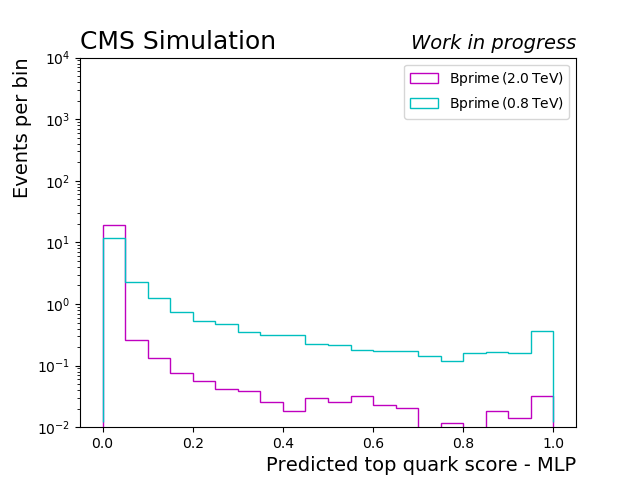 CMS Simulation
Work in progress
Events per bin
10^4
10^3
10^2
10^1
10^0
10^-1
10^-2
Bprime (2.0 TeV)
Bprime (0.8 TeV)
0.0 0.2 0.4 0.6 0.8 1.0
Predicted top quark score - MLP